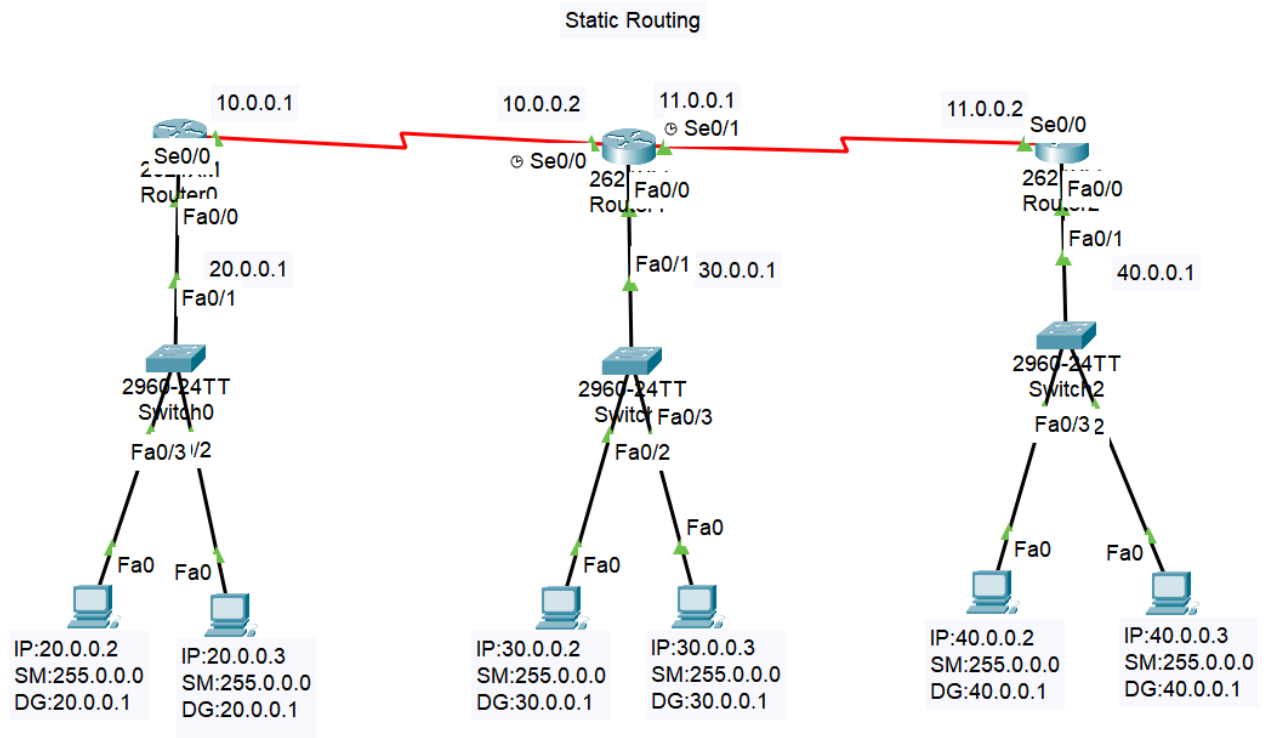 Static Routing
10.0.0.1
10.0.0.2
11.0.0.1
11.0.0.2
Se0/0
Se0/1
Se0/0
Se0/0
Router0
Fa0/0
Fa0/0
Fa0/0
20.0.0.1
Fa0/1
Fa0/1
30.0.0.1
Fa0/1
40.0.0.1
2960-24TT
Switch0
2960-24TT
Fa0/3
2960-24TT
Switch2
Fa0/3
Fa0/2
Fa0/3
Fa0
Fa0
Fa0
Fa0
Fa0
Fa0
IP:20.0.0.2
SM:255.0.0.0
DG:20.0.0.1
IP:20.0.0.3
SM:255.0.0.0
DG:20.0.0.1
IP:30.0.0.2
SM:255.0.0.0
DG:30.0.0.1
IP:30.0.0.3
SM:255.0.0.0
DG:30.0.0.1
IP:40.0.0.2
SM:255.0.0.0
DG:40.0.0.1
IP:40.0.0.3
SM:255.0.0.0
DG:40.0.0.1